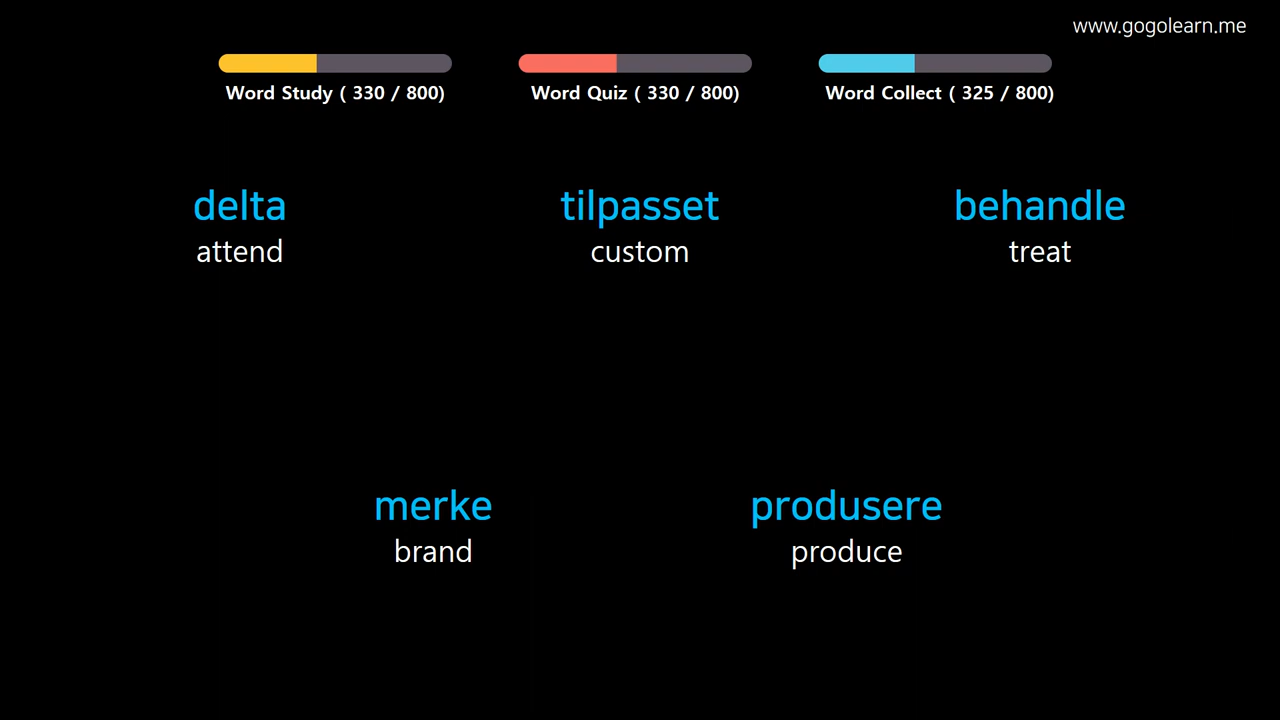 www.gogolearn.me
Word Study ( 330 / 800)
Word Quiz ( 330 / 800)
Word Collect ( 325 / 800)
delta
attend
tilpasset
custom
behandle
treat
merke
brand
produsere
produce